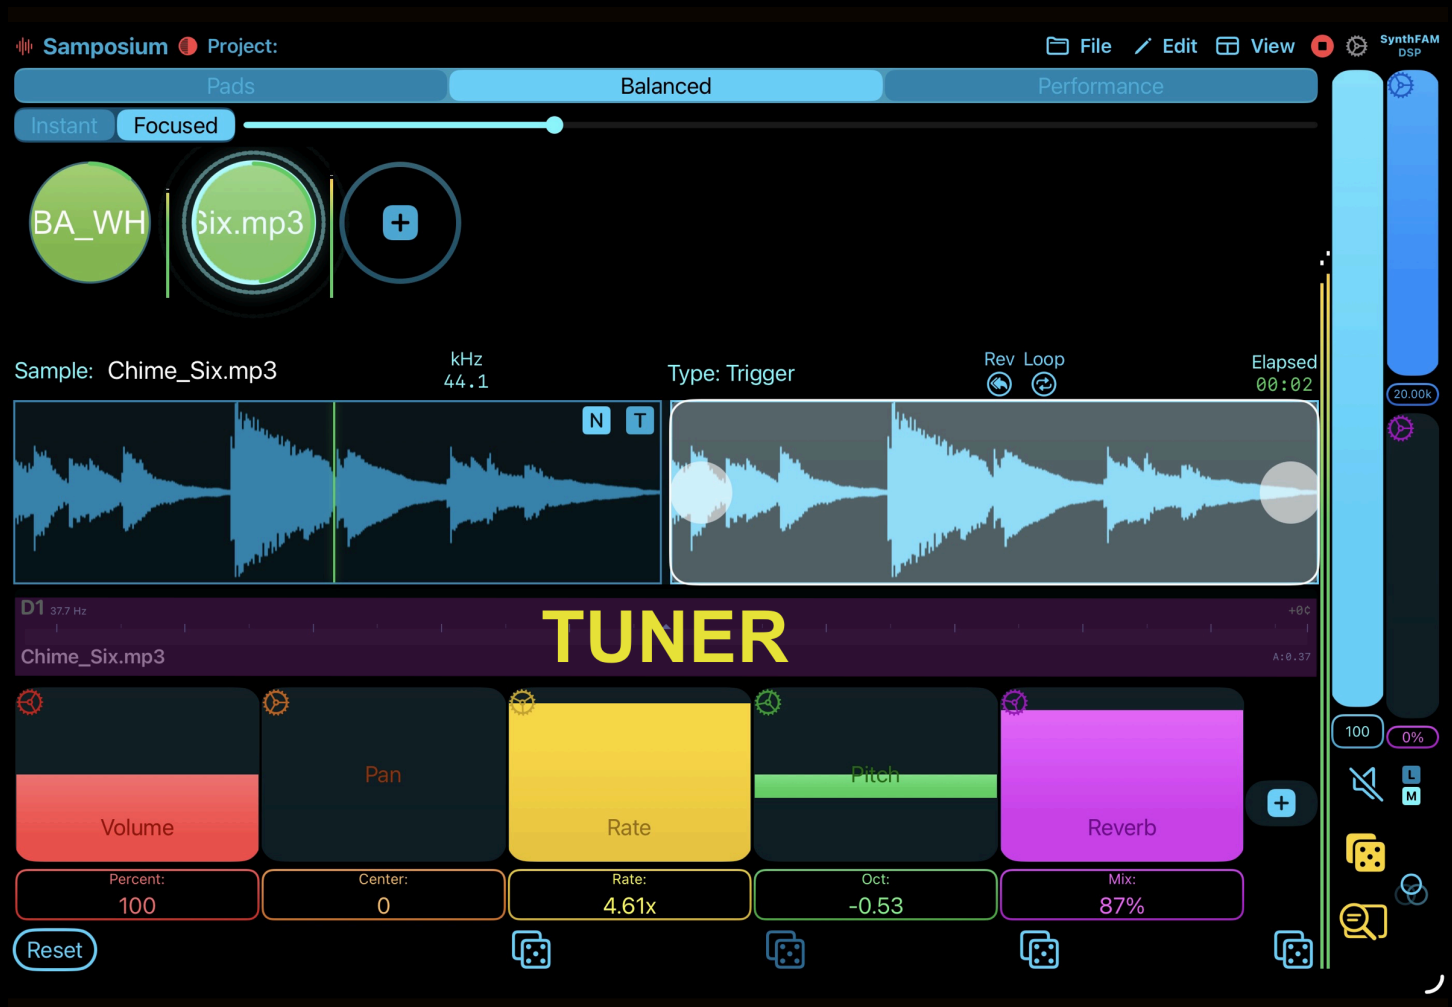 Samposium Project: File Edit View SynthFAM
DSP
Pads Balanced Performance
Instant Focused
BA_WH Six.mp3
Sample: Chime_Six.mp3 kHz
44.1 Type: Trigger Rev Loop Elapsed
00:02
20.00k
N T
D1 37.7 Hz +0¢
TUNER
Chime_Six.mp3 A:0.37
Pan Pitch
Volume Rate Reverb
100 0%
L
M
Percent: Center: Rate: Oct: Mix:
100 0 4.61x -0.53 87%
Reset